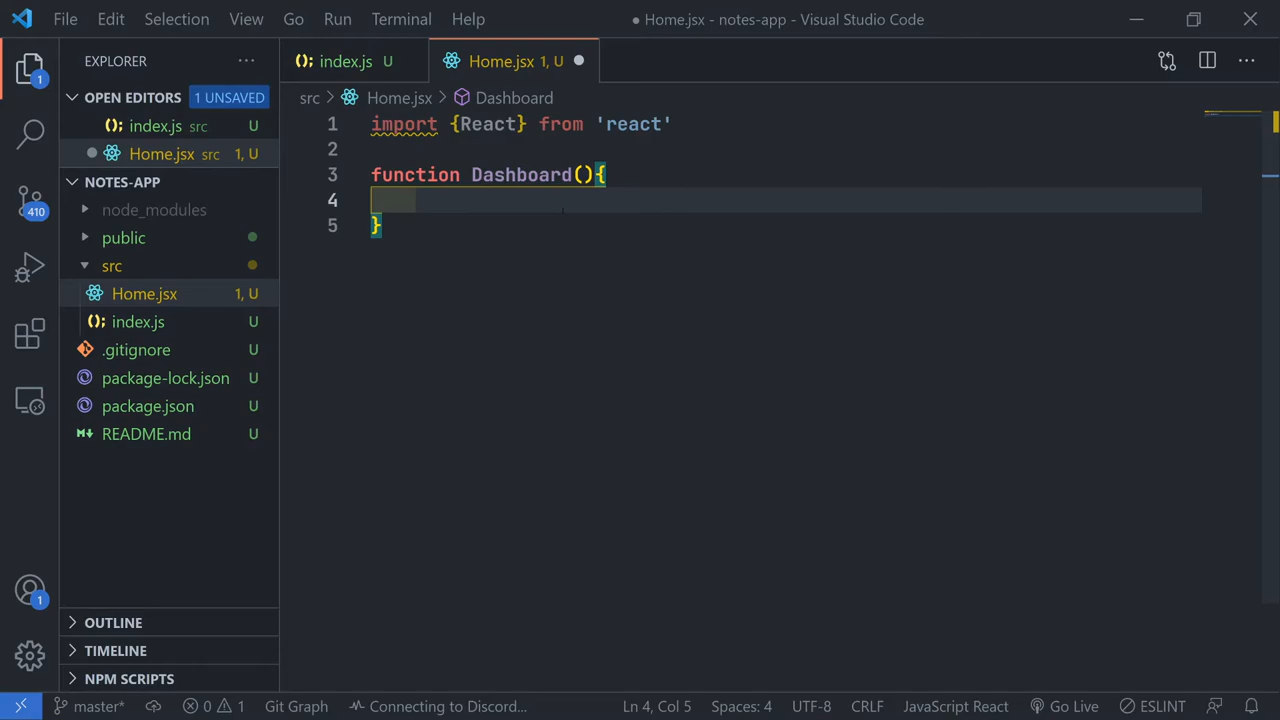 File Edit Selection View Go Run Terminal Help ● Home.jsx - notes-app - Visual Studio Code
EXPLORER ···
OPEN EDITORS 1 UNSAVED
index.js src U
Home.jsx src 1, U
NOTES-APP
node_modules
public
src
Home.jsx 1, U
index.js U
.gitignore U
package-lock.json U
package.json U
README.md U
OUTLINE
TIMELINE
NPM SCRIPTS
1
410
1
index.js U
Home.jsx 1, U
src > Home.jsx > Dashboard
1 import {React} from 'react'
2
3 function Dashboard(){
4
5 }
master* 0 1 Git Graph Connecting to Discord... Ln 4, Col 5 Spaces: 4 UTF-8 CRLF JavaScript React Go Live ESLINT